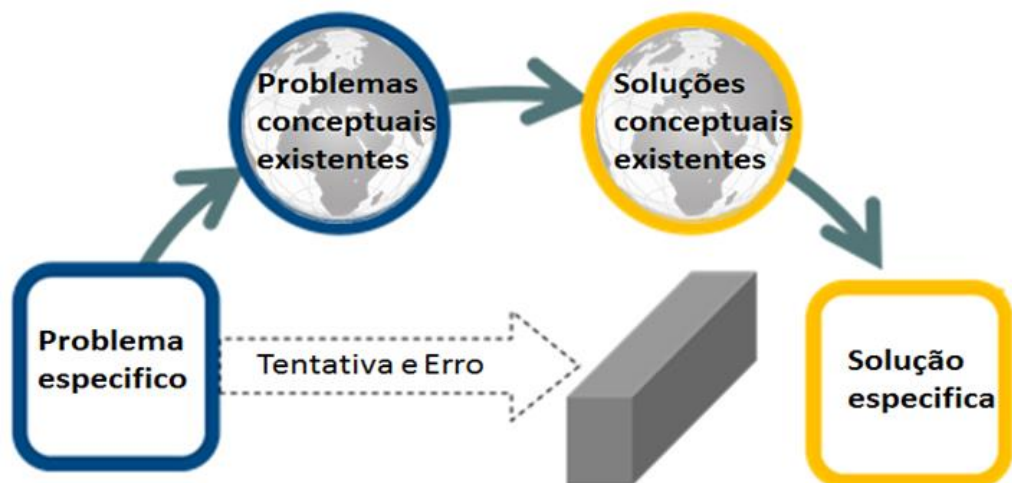 Problemas
conceptuais
existentes
Soluções
conceptuais
existentes
Problema
especifico
Tentativa e Erro
Solução
especifica